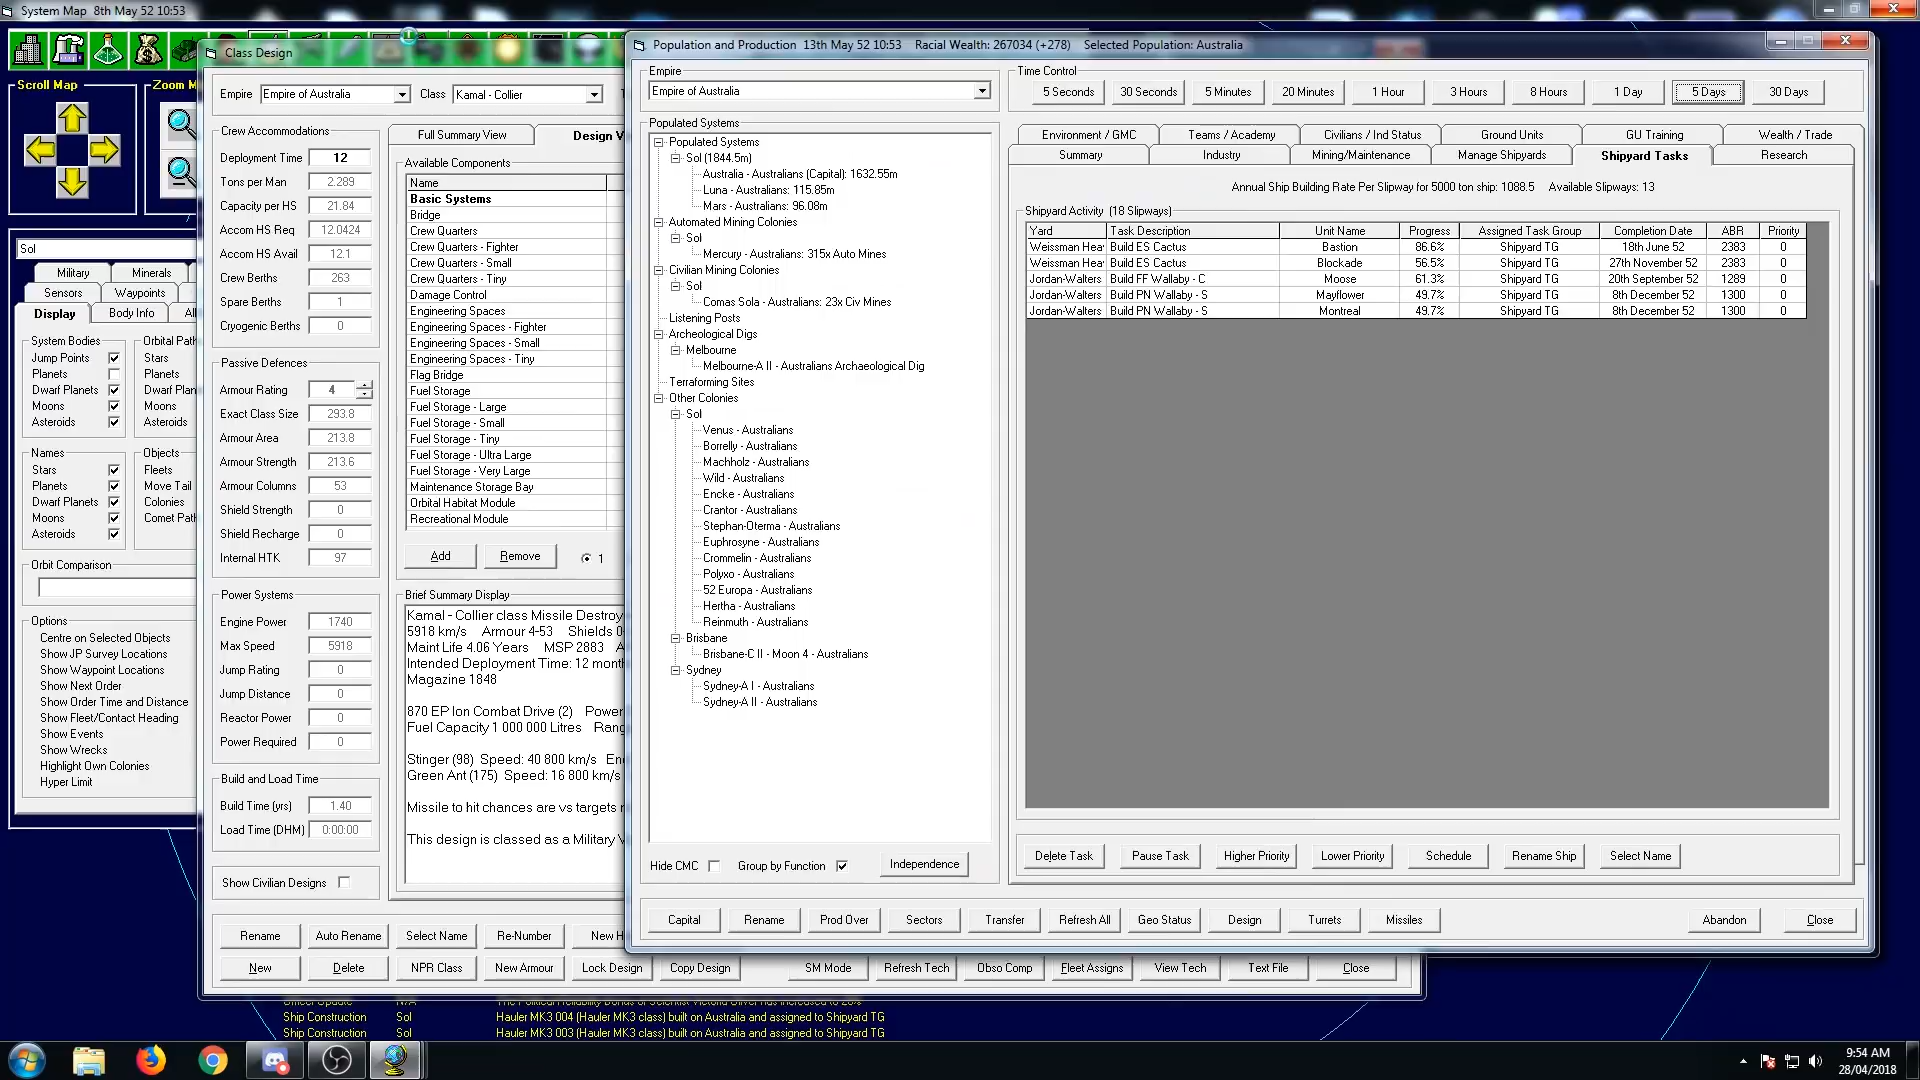 System Map  8th May 52 10:53
Scroll Map
Zoom M
Sol
Military
Minerals
Sensors
Waypoints
Display
Body Info
System Bodies
Jump Points
Planets
Dwarf Planets
Moons
Asteroids
Orbital Path
Stars
Planets
Dwarf Plan
Moons
Asteroids
Names
Stars
Planets
Dwarf Planets
Moons
Asteroids
Objects
Fleets
Move Tail
Colonies
Comet Path
Orbit Comparison
Options
Centre on Selected Objects
Show JP Survey Locations
Show Waypoint Locations
Show Next Order
Show Order Time and Distance
Show Fleet/Contact Heading
Show Events
Show Wrecks
Highlight Own Colonies
Hyper Limit
Class Design
Empire Empire of Australia Class Kamal - Collier
Crew Accommodations
Deployment Time 12
Tons per Man 2.289
Capacity per HS 21.84
Accom HS Req 12.0424
Accom HS Avail 12.1
Crew Berths 263
Spare Berths 1
Cryogenic Berths 0
Passive Defences
Armour Rating 4
Exact Class Size 293.8
Armour Area 213.8
Armour Strength 213.6
Armour Columns 53
Shield Strength 0
Shield Recharge 0
Internal HTK 97
Power Systems
Engine Power 1740
Max Speed 5918
Jump Rating 0
Jump Distance 0
Reactor Power 0
Power Required 0
Build and Load Time
Build Time (yrs) 1.40
Load Time (DHM) 0:00:00
Show Civilian Designs
Full Summary View
Design V
Available Components
Name
Basic Systems
Bridge
Crew Quarters
Crew Quarters - Fighter
Crew Quarters - Small
Crew Quarters - Tiny
Damage Control
Engineering Spaces
Engineering Spaces - Fighter
Engineering Spaces - Small
Engineering Spaces - Tiny
Flag Bridge
Fuel Storage
Fuel Storage - Large
Fuel Storage - Small
Fuel Storage - Tiny
Fuel Storage - Ultra Large
Fuel Storage - Very Large
Maintenance Storage Bay
Orbital Habitat Module
Recreational Module
Add Remove 1
Brief Summary Display
Kamal - Collier class Missile Destroy
5918 km/s    Armour 4-53    Shields 0
Maint Life 4.06 Years    MSP 2883    A
Intended Deployment Time: 12 month
Magazine 1848
870 EP Ion Combat Drive (2)    Power
Fuel Capacity 1 000 000 Litres    Rang
Stinger (98)  Speed: 40 800 km/s    En
Green Ant (175)  Speed: 16 800 km/s
Missile to hit chances are vs targets
This design is classed as a Military V
Rename Auto Rename Select Name Re-Number New H
New Delete NPR Class New Armour Lock Design Copy Design SM Mode Refresh Tech Obso Comp Fleet Assigns View Tech Text File Close
Population and Production  13th May 52 10:53    Racial Wealth: 267034 (+278)    Selected Population: Australia
Empire
Empire of Australia
Populated Systems
Populated Systems
Sol (1844.5m)
Australia - Australians (Capital): 1632.55m
Luna - Australians: 115.85m
Mars - Australians: 96.08m
Automated Mining Colonies
Sol
Mercury - Australians: 315x Auto Mines
Civilian Mining Colonies
Sol
Comas Sola - Australians: 23x Civ Mines
Listening Posts
Archeological Digs
Melbourne
Melbourne-A II - Australians Archaeological Dig
Terraforming Sites
Other Colonies
Sol
Venus - Australians
Borrelly - Australians
Machholz - Australians
Wild - Australians
Encke - Australians
Crantor - Australians
Stephan-Oterma - Australians
Euphrosyne - Australians
Crommelin - Australians
Polyxo - Australians
52 Europa - Australians
Hertha - Australians
Reinmuth - Australians
Brisbane
Brisbane-C II - Moon 4 - Australians
Sydney
Sydney-A I - Australians
Sydney-A II - Australians
Hide CMC Group by Function Independence
Time Control
5 Seconds 30 Seconds 5 Minutes 20 Minutes 1 Hour 3 Hours 8 Hours 1 Day 5 Days 30 Days
Environment / GMC Teams / Academy Civilians / Ind Status Ground Units GU Training Wealth / Trade
Summary Industry Mining/Maintenance Manage Shipyards Shipyard Tasks Research
Annual Ship Building Rate Per Slipway for 5000 ton ship: 1088.5    Available Slipways: 13
Shipyard Activity  (18 Slipways)
Yard Task Description Unit Name Progress Assigned Task Group Completion Date ABR Priority
Weissman Hea Build ES Cactus Bastion 86.6% Shipyard TG 18th June 52 2383 0
Weissman Hea Build ES Cactus Blockade 56.5% Shipyard TG 27th November 52 2383 0
Jordan-Walters Build FF Wallaby - C Moose 61.3% Shipyard TG 20th September 52 1289 0
Jordan-Walters Build PN Wallaby - S Mayflower 49.7% Shipyard TG 8th December 52 1300 0
Jordan-Walters Build PN Wallaby - S Montreal 49.7% Shipyard TG 8th December 52 1300 0
Delete Task Pause Task Higher Priority Lower Priority Schedule Rename Ship Select Name
Capital Rename Prod Over Sectors Transfer Refresh All Geo Status Design Turrets Missiles Abandon Close
Ship Construction Sol Hauler MK3 004 (Hauler MK3 class) built on Australia and assigned to Shipyard TG
Ship Construction Sol Hauler MK3 003 (Hauler MK3 class) built on Australia and assigned to Shipyard TG
9:54 AM
28/04/2018